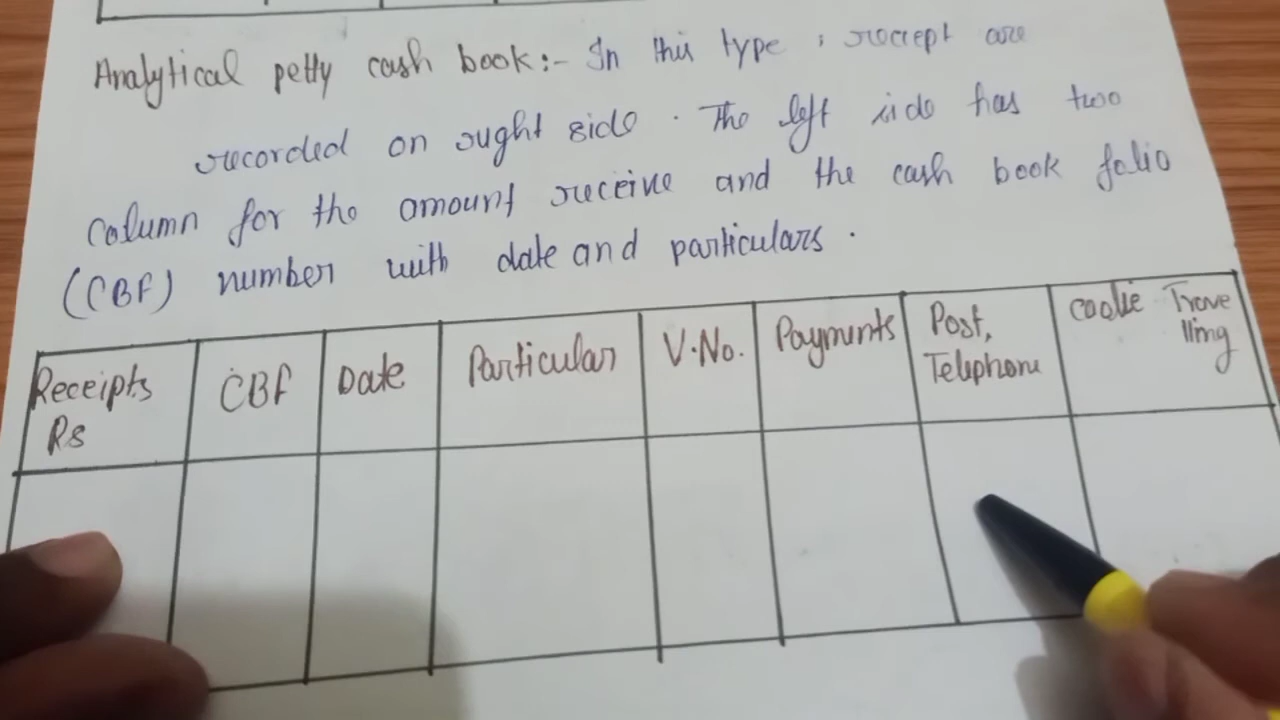 Analytical petty cash book:- In this type, receipt are
recorded on right side. The left side has two
column for the amount receive and the cash book folio
(CBF) number with date and particulars.
Receipts Rs
CBF
Date
Particular
V.No.
Payments
Post, Telephone
Coolie
Travelling